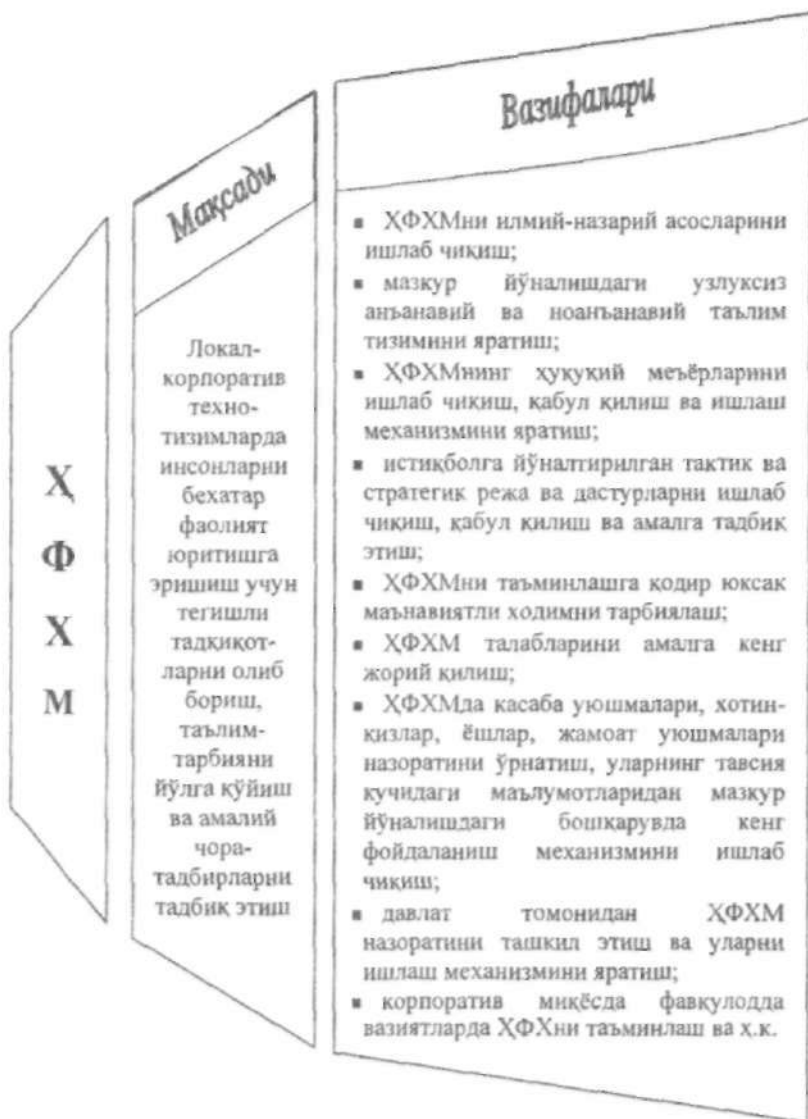 Ҳ
Ф
Х
М
Мақсади
Локал-
корпоратив
техно-
тизимларда
инсонларни
бехатар
фаолият
юритишга
эришиш учун
тегишли
тадқиқот-
ларни олиб
бориш,
таълим-
тарбияни
йўлга қўйиш
ва амалий
чора-
тадбирларни
тадбиқ этиш
Вазифалари
▪ ҲФХМни илмий-назарий асосларини
ишлаб чиқиш;
▪ мазкур йўналишдаги узлуксиз
анъанавий ва ноанъанавий таълим
тизимини яратиш;
▪ ҲФХМнинг ҳуқуқий меъёрларини
ишлаб чиқиш, қабул қилиш ва ишлаш
механизмини яратиш;
▪ истиқболга йўналтирилган тактик ва
стратегик режа ва дастурларни ишлаб
чиқиш, қабул қилиш ва амалга тадбиқ
этиш;
▪ ҲФХМни таъминлашга қодир юксак
маънавиятли ходимни тарбиялаш;
▪ ҲФХМ талабларини амалга кенг
жорий қилиш;
▪ ҲФХМда касаба уюшмалари, хотин-
қизлар, ёшлар, жамоат уюшмалари
назоратини ўрнатиш, уларнинг тавсия
кучидаги маълумотларидан мазкур
йўналишдаги бошқарувда кенг
фойдаланиш механизмини ишлаб
чиқиш;
▪ давлат томонидан ҲФХМ
назоратини ташкил этиш ва уларни
ишлаш механизмини яратиш;
▪ корпоратив миқёсда фавқулодда
вазиятларда ҲФХни таъминлаш ва ҳ.к.